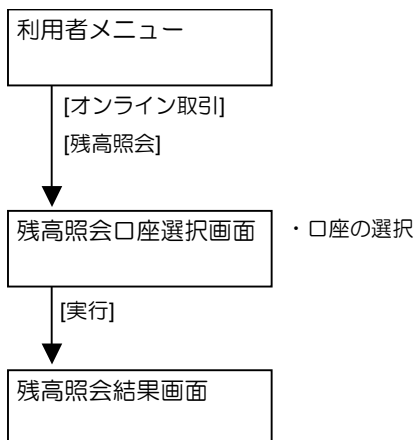 利用者メニュー
[オンライン取引]
[残高照会]
残高照会口座選択画面
・口座の選択
[実行]
残高照会結果画面